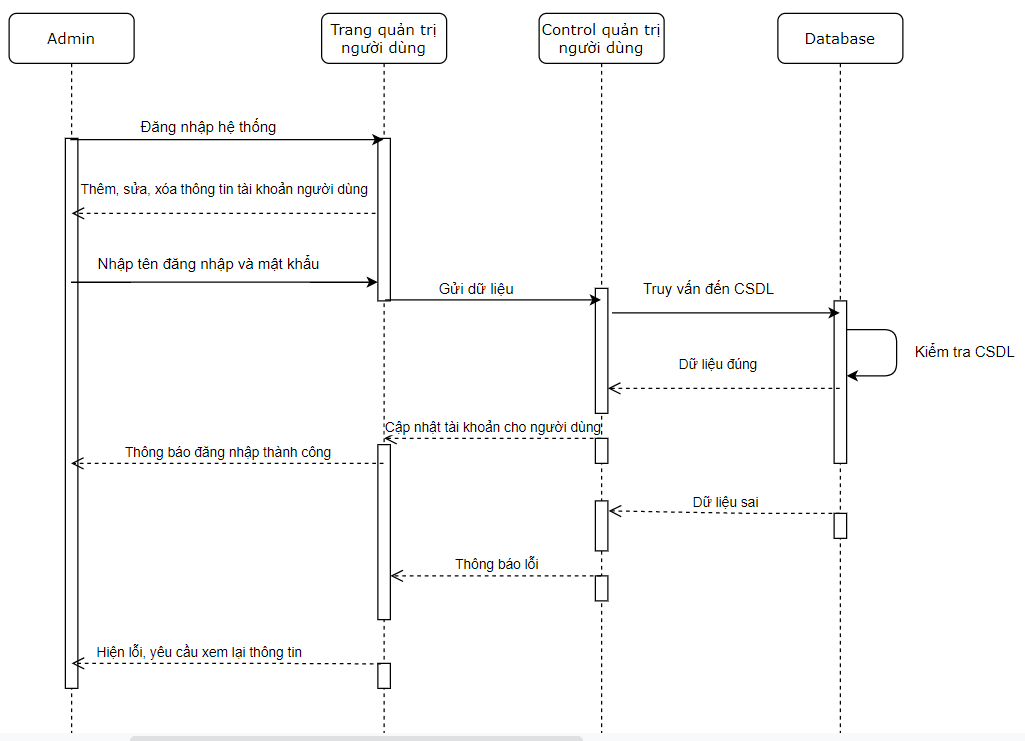 Admin
Trang quản trị
người dùng
Control quản trị
người dùng
Database
Đăng nhập hệ thống
Thêm, sửa, xóa thông tin tài khoản người dùng
Nhập tên đăng nhập và mật khẩu
Gửi dữ liệu
Truy vấn đến CSDL
Kiểm tra CSDL
Dữ liệu đúng
Cập nhật tài khoản cho người dùng
Thông báo đăng nhập thành công
Dữ liệu sai
Thông báo lỗi
Hiện lỗi, yêu cầu xem lại thông tin